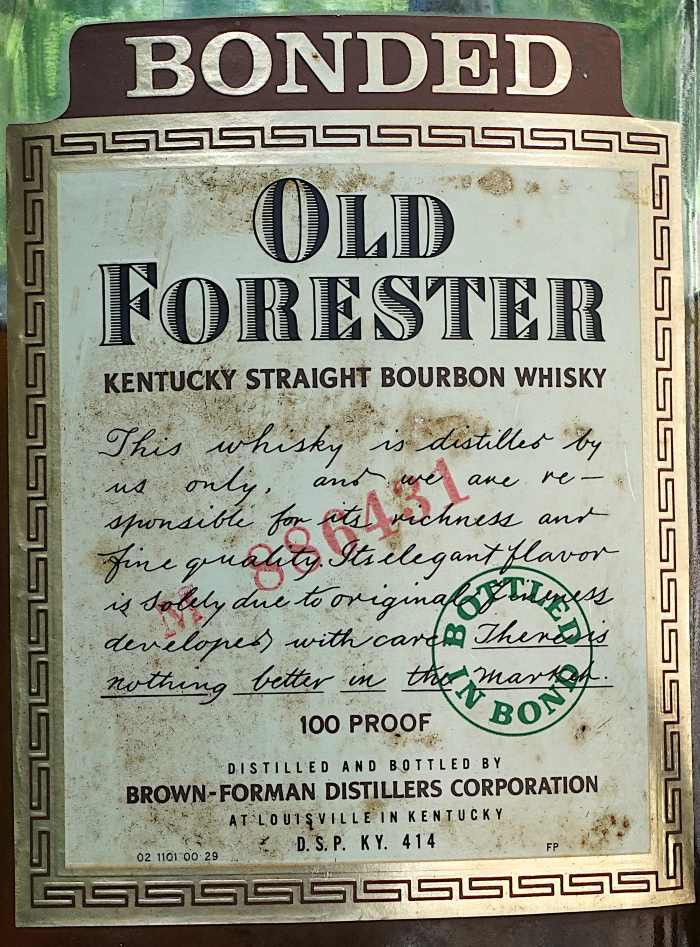 BONDED
OLD
FORESTER
KENTUCKY STRAIGHT BOURBON WHISKY
This whisky is distilled by
us only, and we are re-
sponsible for its richness and
fine quality. Its elegant flavor
is solely due to original fineness
developed with care. There is
nothing better in the market.
M 886431
BOTTLED
IN BOND
100 PROOF
DISTILLED AND BOTTLED BY
BROWN-FORMAN DISTILLERS CORPORATION
AT LOUISVILLE IN KENTUCKY
D.S.P. KY. 414
02 1101 00 29
FP